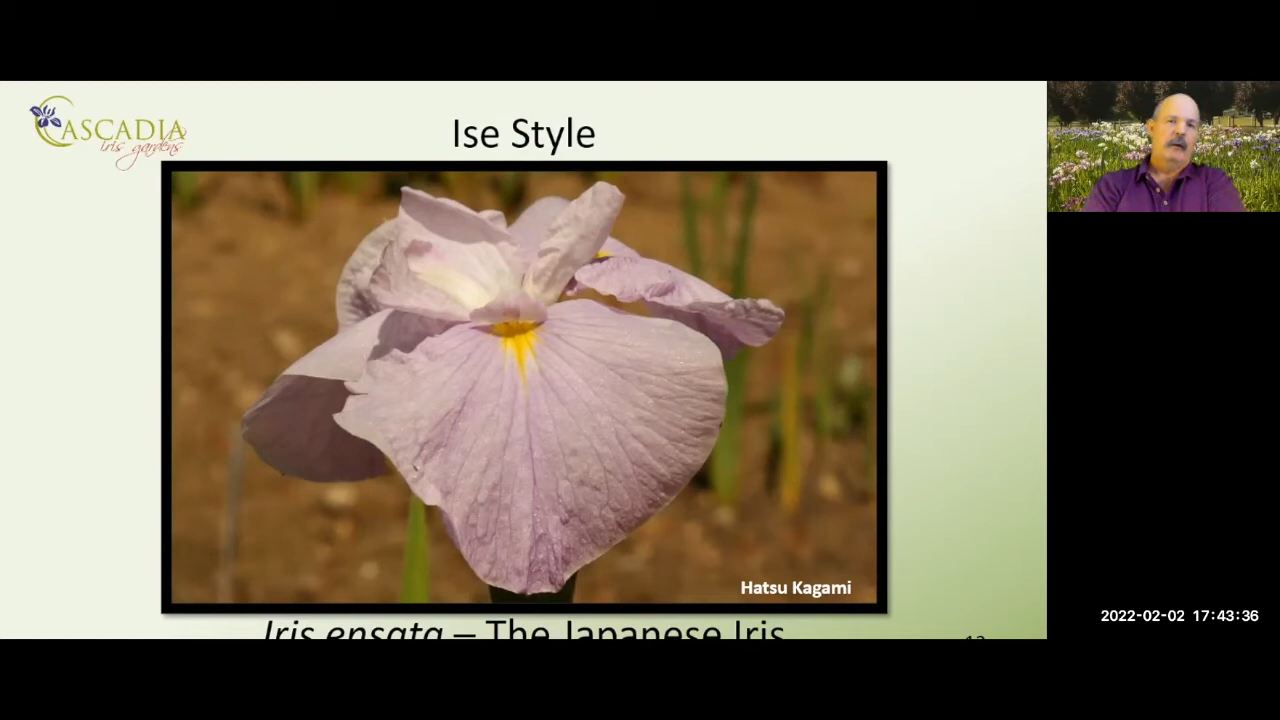 CASCADIA
iris gardens
Ise Style
Hatsu Kagami
Iris ensata – The Japanese Iris
2022-02-02 17:43:36